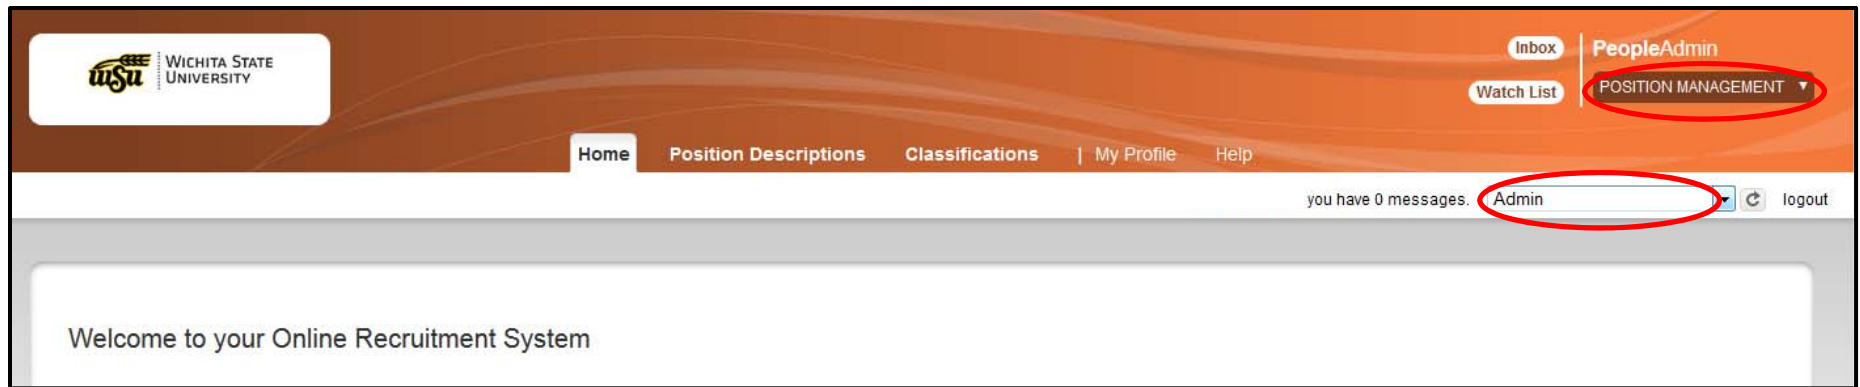 WSU WICHITA STATE
UNIVERSITY
Inbox PeopleAdmin
Watch List POSITION MANAGEMENT
Home Position Descriptions Classifications | My Profile Help
you have 0 messages. Admin logout
Welcome to your Online Recruitment System